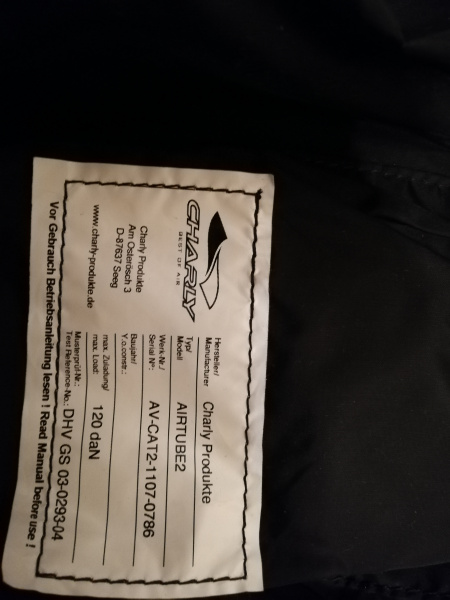 CHARLY
BEST OF AIR
Charly Produkte
Am Osterösch 3
D-87637 Seeg
www.charly-produkte.de
Hersteller/
Manufacturer Charly Produkte
Typ/
Modell AIRTUBE2
Werk-Nr./
Serial N°.: AV-CAT2-1107-0786
Baujahr/
Y.o.constr.:
max. Zuladung/
max. Load: 120 daN
Musterprüf-Nr.:
Test Reference-No.: DHV GS 03-0293-04
Vor Gebrauch Betriebsanleitung lesen ! Read Manual before use !